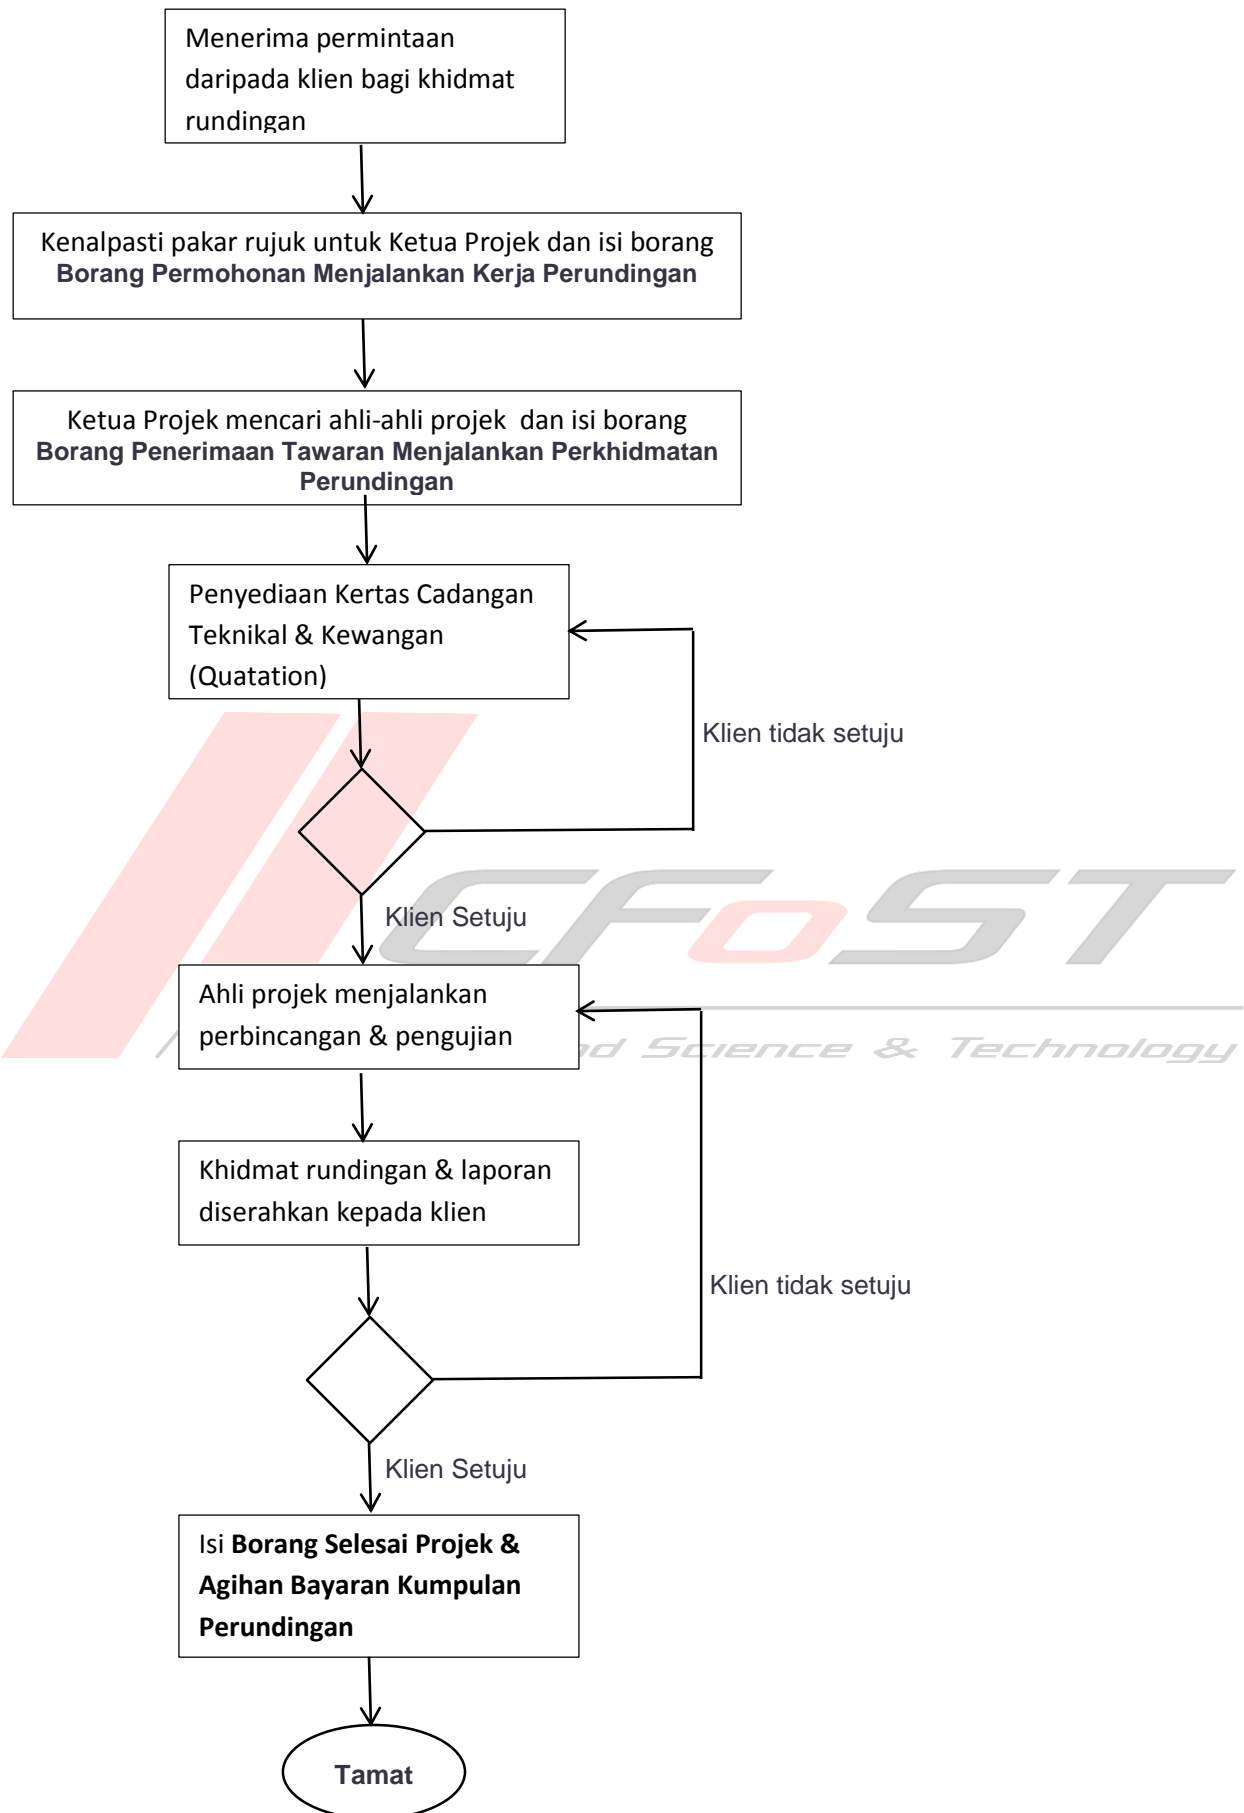 Menerima permintaan
daripada klien bagi khidmat
rundingan
Kenalpasti pakar rujuk untuk Ketua Projek dan isi borang
Borang Permohonan Menjalankan Kerja Perundingan
Ketua Projek mencari ahli-ahli projek dan isi borang
Borang Penerimaan Tawaran Menjalankan Perkhidmatan
Perundingan
Penyediaan Kertas Cadangan
Teknikal & Kewangan
(Quatation)
Klien tidak setuju
Klien Setuju
CFoST
Ahli projek menjalankan
perbincangan & pengujian
Science & Technology
Khidmat rundingan & laporan
diserahkan kepada klien
Klien tidak setuju
Klien Setuju
Isi Borang Selesai Projek &
Agihan Bayaran Kumpulan
Perundingan
Tamat